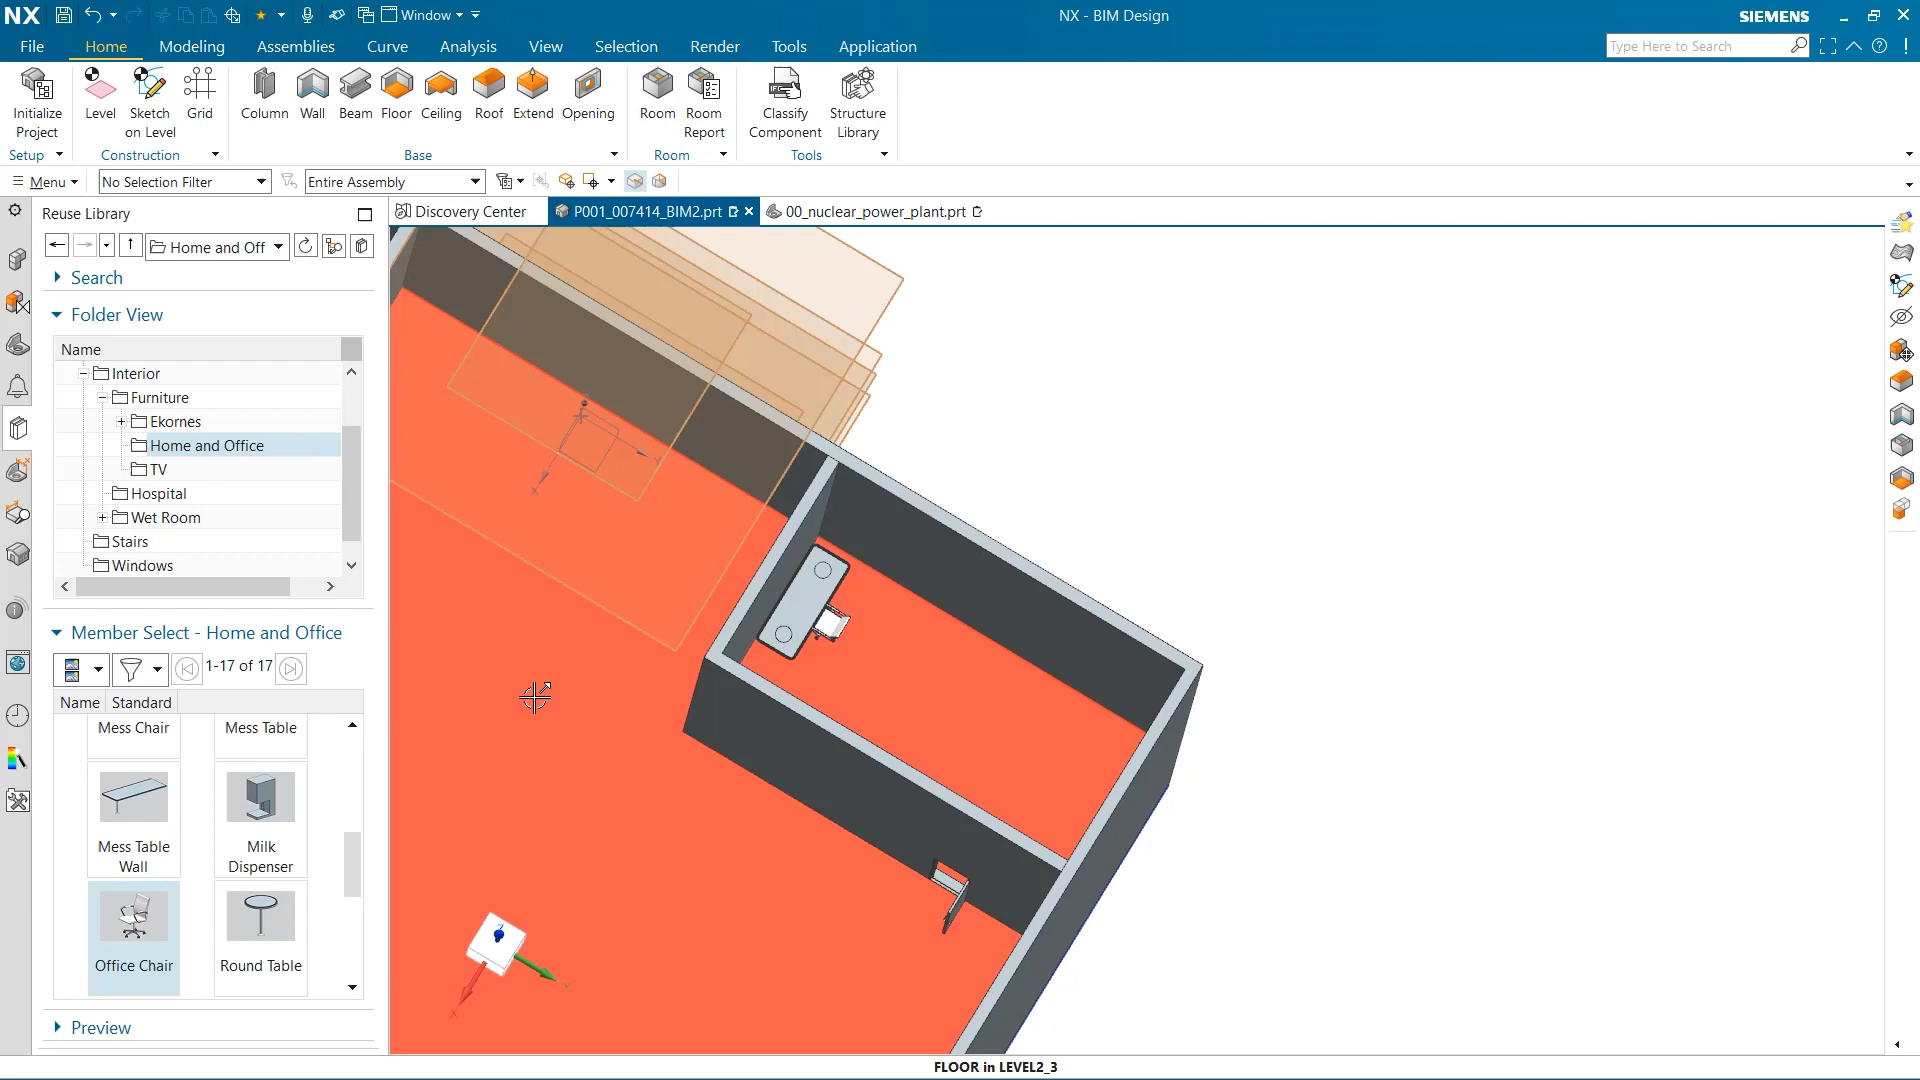 NX
Window
NX - BIM Design
SIEMENS
File
Home
Modeling
Assemblies
Curve
Analysis
View
Selection
Render
Tools
Application
Type Here to Search
Initialize
Project
Level
Sketch
on Level
Grid
Column
Wall
Beam
Floor
Ceiling
Roof
Extend
Opening
Room
Room
Report
Classify
Component
Structure
Library
Setup
Construction
Base
Room
Tools
Menu
No Selection Filter
Entire Assembly
Reuse Library
Discovery Center
P001_007414_BIM2.prt
00_nuclear_power_plant.prt
Home and Off
Search
Folder View
Name
Interior
Furniture
Ekornes
Home and Office
TV
Hospital
Wet Room
Stairs
Windows
Member Select - Home and Office
1-17 of 17
Name
Standard
Mess Chair
Mess Table
Mess Table
Wall
Milk
Dispenser
Office Chair
Round Table
Preview
X
Y
Z
X
Y
FLOOR in LEVEL2_3